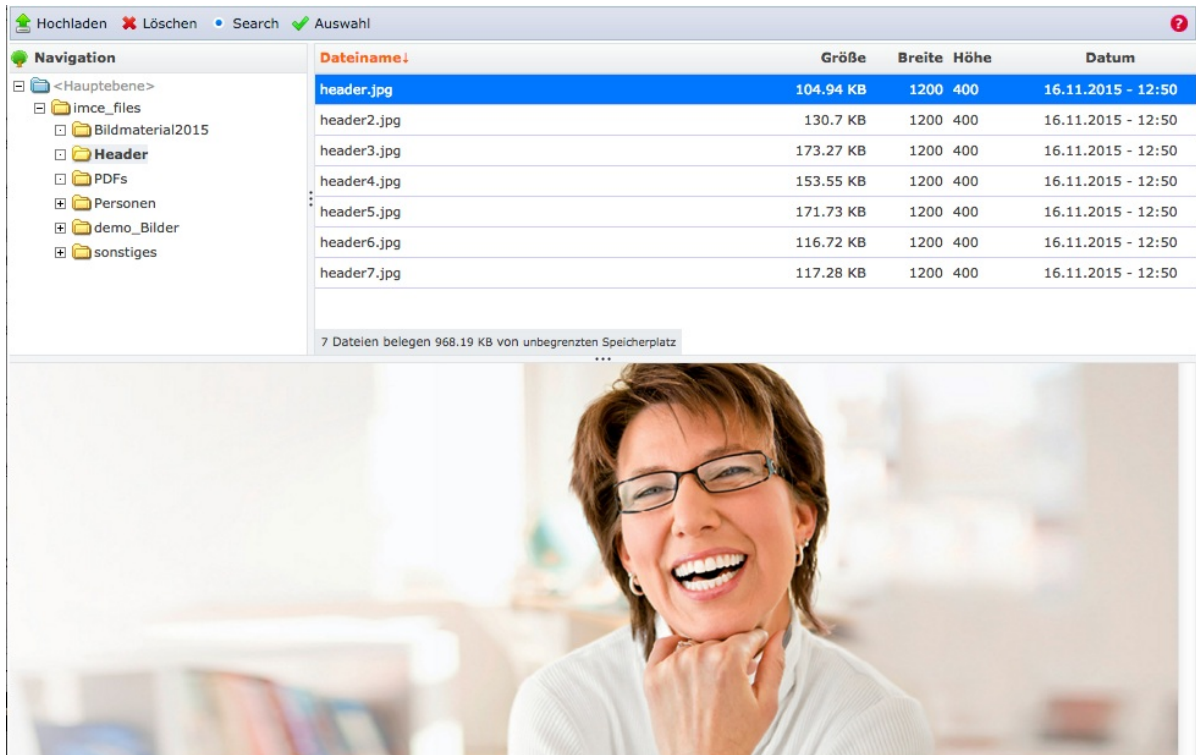 Hochladen Löschen Search Auswahl ?
Navigation
<Hauptebene>
imce_files
Bildmaterial2015
Header
PDFs
Personen
demo_Bilder
sonstiges
Dateiname↓ Größe Breite Höhe Datum
header.jpg 104.94 KB 1200 400 16.11.2015 - 12:50
header2.jpg 130.7 KB 1200 400 16.11.2015 - 12:50
header3.jpg 173.27 KB 1200 400 16.11.2015 - 12:50
header4.jpg 153.55 KB 1200 400 16.11.2015 - 12:50
header5.jpg 171.73 KB 1200 400 16.11.2015 - 12:50
header6.jpg 116.72 KB 1200 400 16.11.2015 - 12:50
header7.jpg 117.28 KB 1200 400 16.11.2015 - 12:50
7 Dateien belegen 968.19 KB von unbegrenzten Speicherplatz